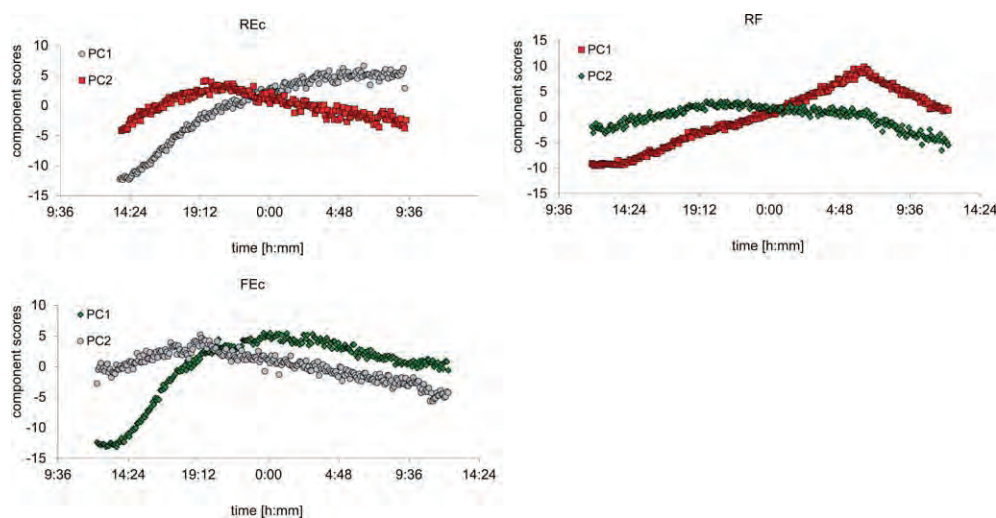 REc
component scores
10
5
0
-5
-10
-15
PC1
PC2
9:36 14:24 19:12 0:00 4:48 9:36
time [h:mm]
RF
component scores
15
10
5
0
-5
-10
-15
PC1
PC2
9:36 14:24 19:12 0:00 4:48 9:36 14:24
time [h:mm]
FEc
component scores
10
5
0
-5
-10
-15
PC1
PC2
9:36 14:24 19:12 0:00 4:48 9:36 14:24
time [h:mm]